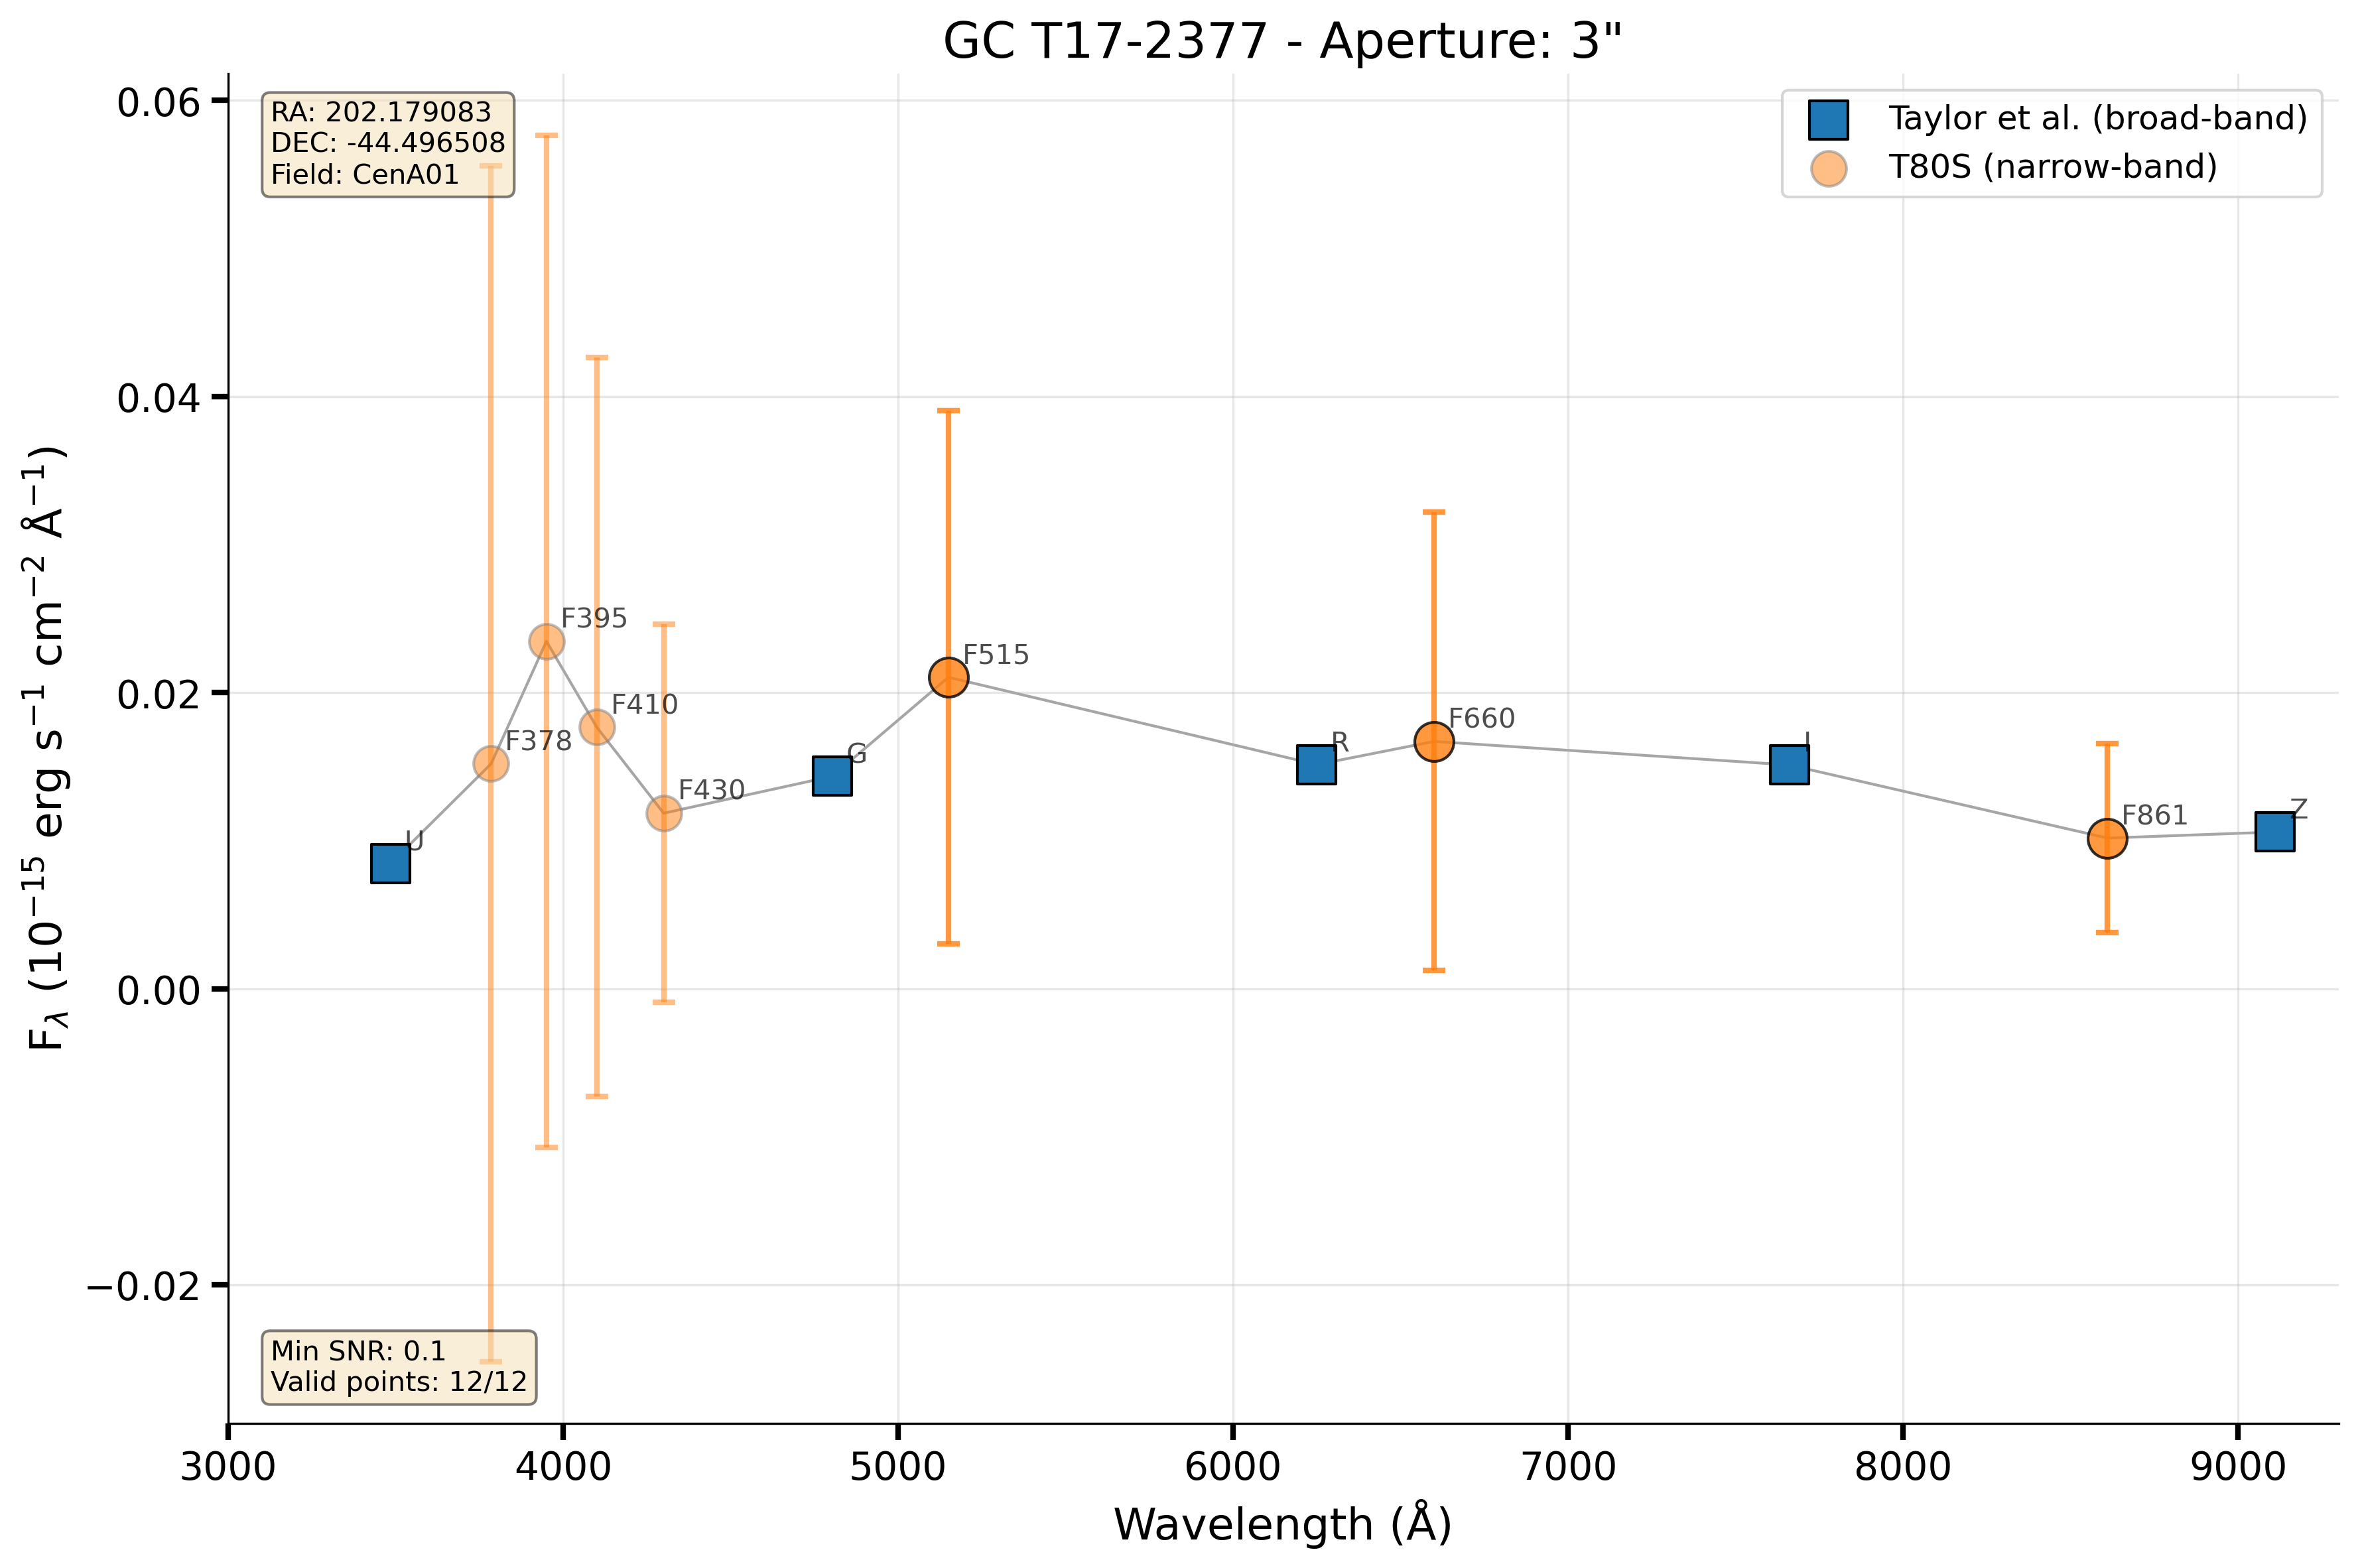 GC T17-2377 - Aperture: 3"
RA: 202.179083
DEC: -44.496508
Field: CenA01
Taylor et al. (broad-band)
T80S (narrow-band)
0.06
0.04
0.02
0.00
−0.02
F_λ (10⁻¹⁵ erg s⁻¹ cm⁻² Å⁻¹)
U
F378
F395
F410
F430
G
F515
R
F660
I
F861
Z
Min SNR: 0.1
Valid points: 12/12
3000
4000
5000
6000
7000
8000
9000
Wavelength (Å)